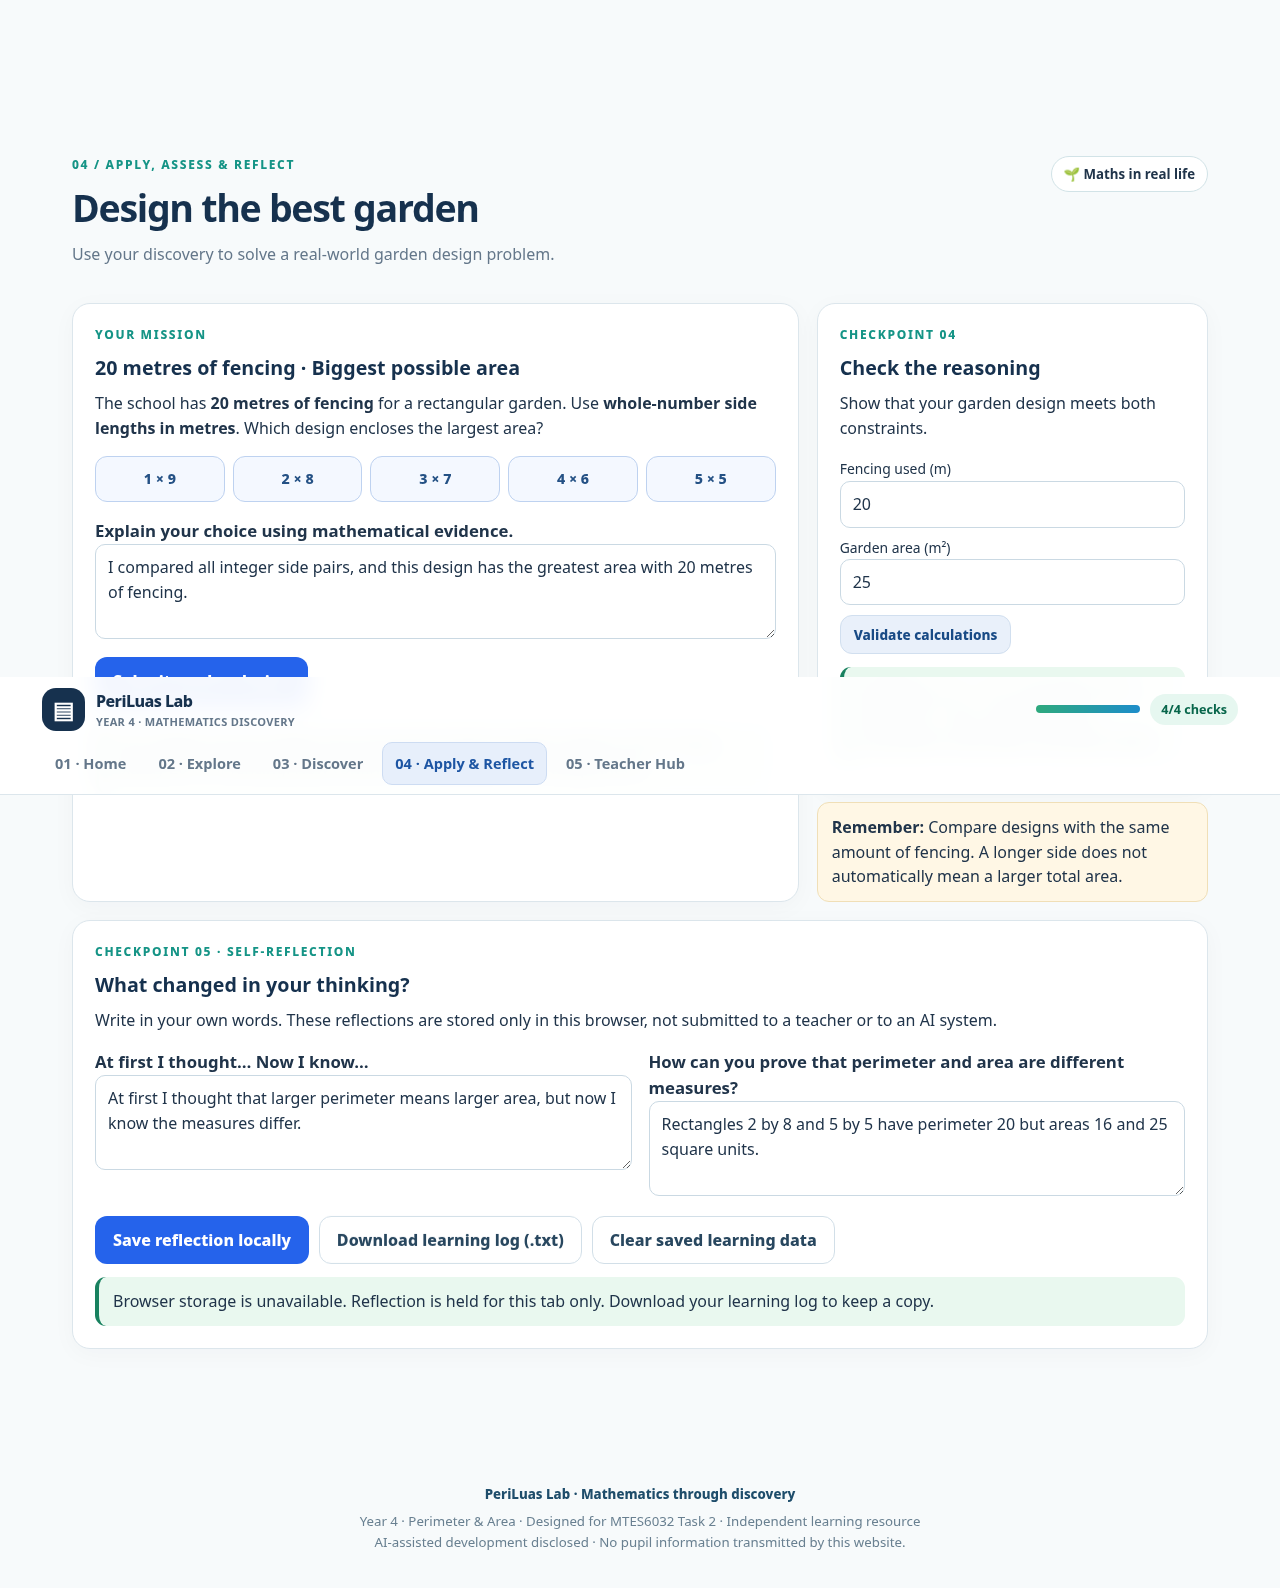 04 / APPLY, ASSESS & REFLECT
🌱 Maths in real life
Design the best garden
Use your discovery to solve a real-world garden design problem.
YOUR MISSION
20 metres of fencing · Biggest possible area
The school has 20 metres of fencing for a rectangular garden. Use whole-number side
lengths in metres. Which design encloses the largest area?
1 × 9
2 × 8
3 × 7
4 × 6
5 × 5
Explain your choice using mathematical evidence.
I compared all integer side pairs, and this design has the greatest area with 20 metres
of fencing.
CHECKPOINT 04
Check the reasoning
Show that your garden design meets both
constraints.
Fencing used (m)
20
Garden area (m²)
25
Validate calculations
PeriLuas Lab
YEAR 4 · MATHEMATICS DISCOVERY
4/4 checks
01 · Home
02 · Explore
03 · Discover
04 · Apply & Reflect
05 · Teacher Hub
Remember: Compare designs with the same
amount of fencing. A longer side does not
automatically mean a larger total area.
CHECKPOINT 05 · SELF-REFLECTION
What changed in your thinking?
Write in your own words. These reflections are stored only in this browser, not submitted to a teacher or to an AI system.
At first I thought… Now I know…
At first I thought that larger perimeter means larger area, but now I
know the measures differ.
How can you prove that perimeter and area are different
measures?
Rectangles 2 by 8 and 5 by 5 have perimeter 20 but areas 16 and 25
square units.
Save reflection locally
Download learning log (.txt)
Clear saved learning data
Browser storage is unavailable. Reflection is held for this tab only. Download your learning log to keep a copy.
PeriLuas Lab · Mathematics through discovery
Year 4 · Perimeter & Area · Designed for MTES6032 Task 2 · Independent learning resource
AI-assisted development disclosed · No pupil information transmitted by this website.